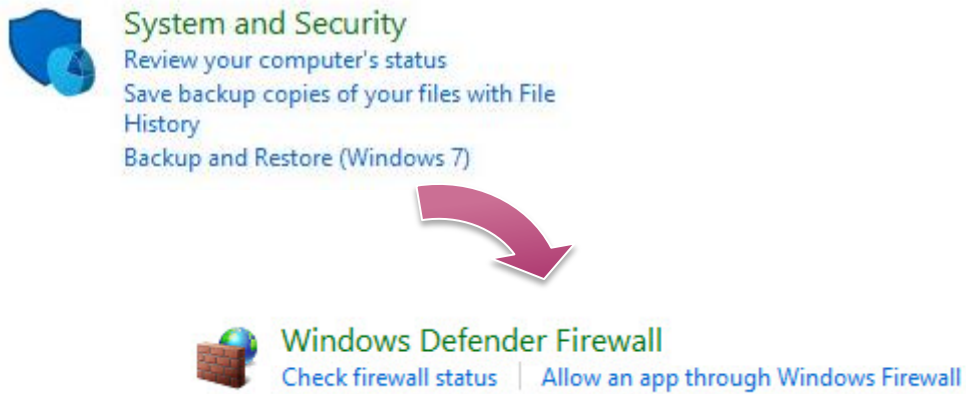 System and Security
Review your computer's status
Save backup copies of your files with File
History
Backup and Restore (Windows 7)
Windows Defender Firewall
Check firewall status | Allow an app through Windows Firewall